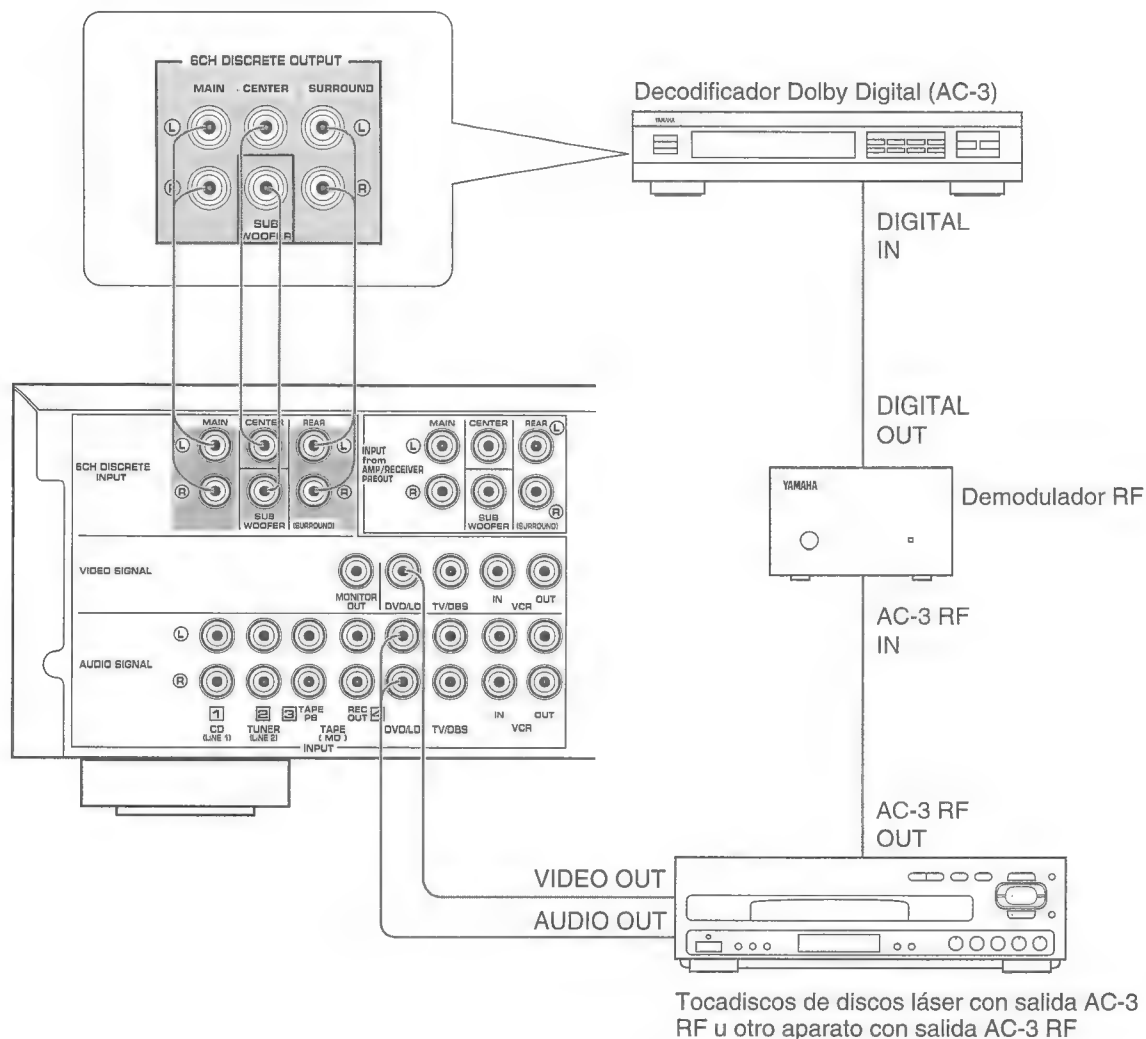 6CH DISCRETE OUTPUT
MAIN CENTER SURROUND
L L
R R
SUB
WOOFER
Decodificador Dolby Digital (AC-3)
YAMAHA
DIGITAL
IN
DIGITAL
OUT
YAMAHA
Demodulador RF
AC-3 RF
IN
AC-3 RF
OUT
6CH DISCRETE
INPUT
MAIN CENTER REAR
L L
R R
SUB
WOOFER (SURROUND)
INPUT
from
AMP/RECEIVER
PREOUT
MAIN CENTER REAR
L L
R R
SUB
WOOFER (SURROUND)
VIDEO SIGNAL
MONITOR
OUT DVD/LD TV/DBS IN VCR OUT
AUDIO SIGNAL
L
R
1 CD (LINE 1)
2 TUNER (LINE 2)
3 TAPE PB REC OUT 4
TAPE (MD)
DVD/LD TV/DBS IN VCR OUT
INPUT
VIDEO OUT
AUDIO OUT
Tocadiscos de discos láser con salida AC-3
RF u otro aparato con salida AC-3 RF